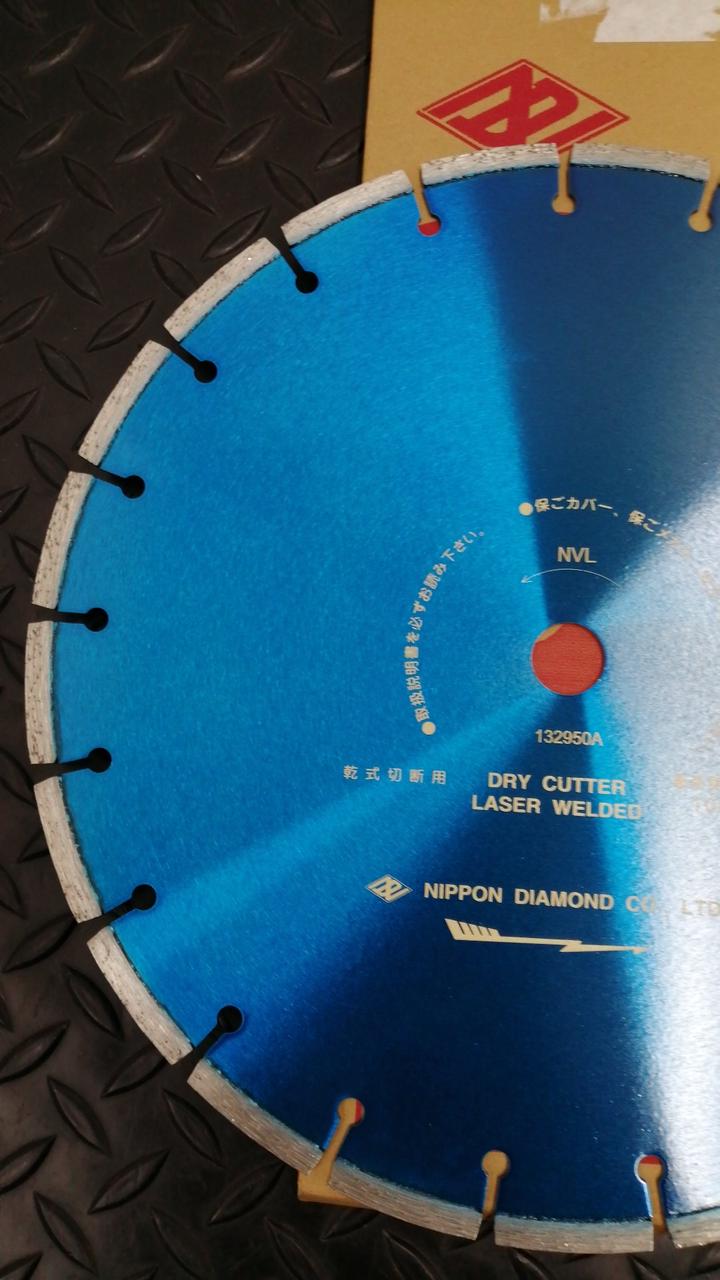 ●保ごカバー、保ご
NVL
●取扱説明書を必ずお読み下さい。
132950A
乾式切断用
DRY CUTTER
LASER WELDED
NIPPON DIAMOND CO., LTD